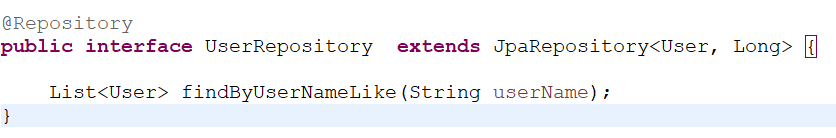 @Repository
public interface UserRepository  extends JpaRepository<User, Long> {
    List<User> findByUserNameLike(String userName);
}